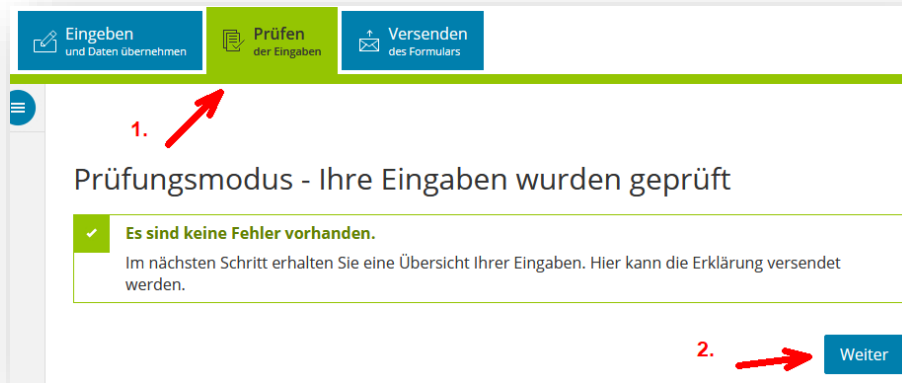 Eingeben
und Daten übernehmen
Prüfen
der Eingaben
Versenden
des Formulars
1.
Prüfungsmodus - Ihre Eingaben wurden geprüft
Es sind keine Fehler vorhanden.
Im nächsten Schritt erhalten Sie eine Übersicht Ihrer Eingaben. Hier kann die Erklärung versendet
werden.
2.
Weiter